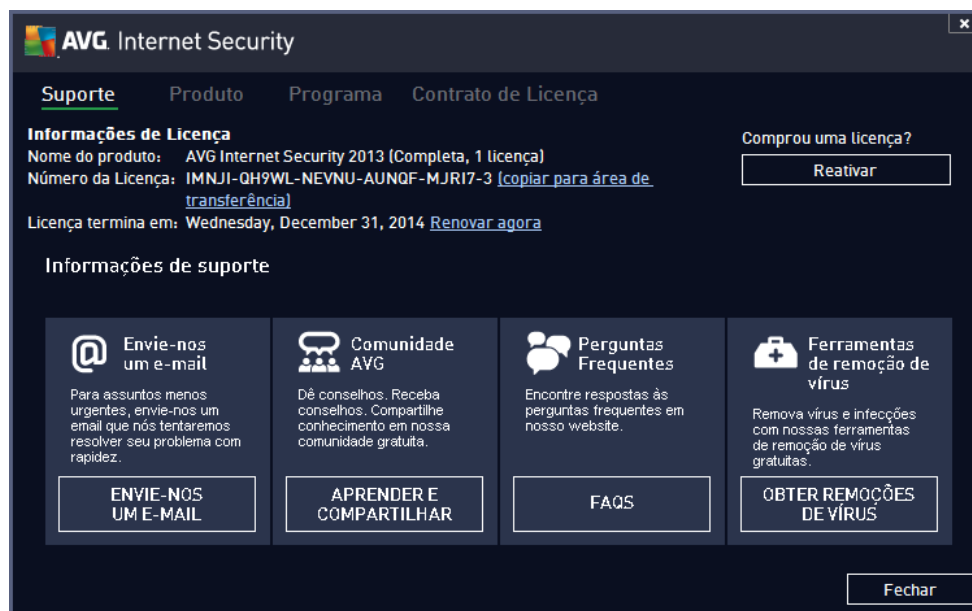 AVG. Internet Security
x
Suporte Produto Programa Contrato de Licença
Informações de Licença
Comprou uma licença?
Nome do produto: AVG Internet Security 2013 (Completa, 1 licença)
Reativar
Número da Licença: IMNJI-QH9WL-NEVNU-AUNQF-MJRI7-3 (copiar para área de
transferência)
Licença termina em: Wednesday, December 31, 2014 Renovar agora
Informações de suporte
Envie-nos
um e-mail
Para assuntos menos
urgentes, envie-nos um
email que nós tentaremos
resolver seu problema com
rapidez.
ENVIE-NOS
UM E-MAIL
Comunidade
AVG
Dê conselhos. Receba
conselhos. Compartilhe
conhecimento em nossa
comunidade gratuita.
APRENDER E
COMPARTILHAR
Perguntas
Frequentes
Encontre respostas às
perguntas frequentes em
nosso website.
FAQS
Ferramentas
de remoção de
vírus
Remova vírus e infecções
com nossas ferramentas
de remoção de vírus
gratuitas.
OBTER REMOÇÕES
DE VÍRUS
Fechar